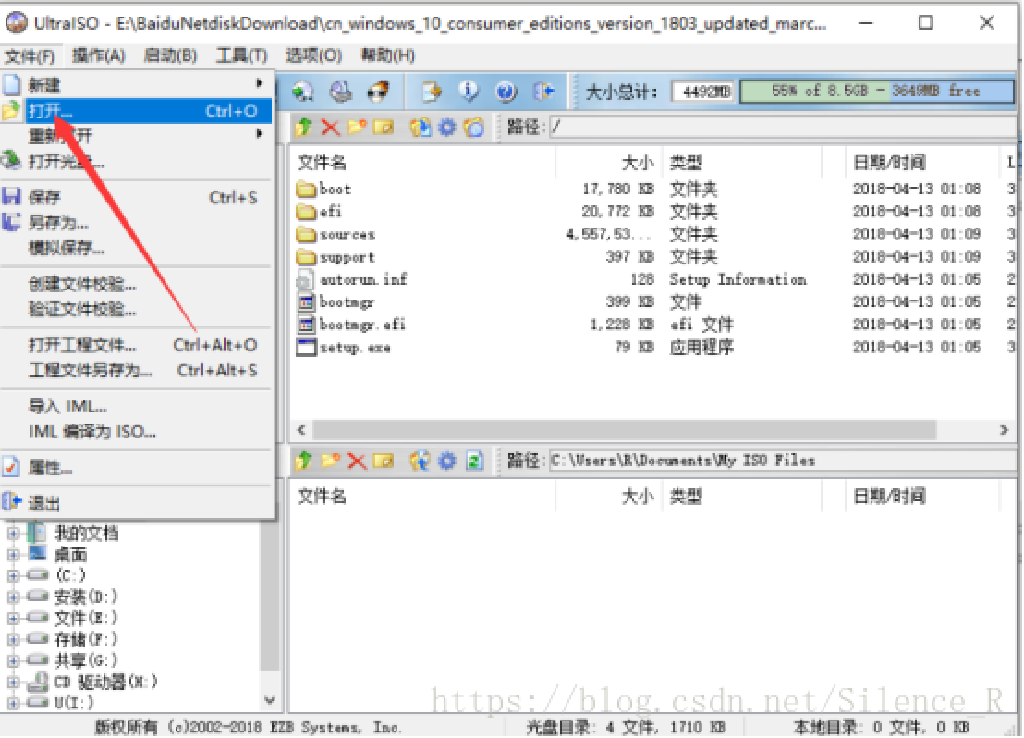 UltraISO - E:\BaiduNetdiskDownload\cn_windows_10_consumer_editions_version_1803_updated_marc...
文件(F) 操作(A) 启动(B) 工具(T) 选项(O) 帮助(H)
新建
打开... Ctrl+O
重新打开
打开光盘...
保存 Ctrl+S
另存为...
模拟保存...
创建文件校验...
验证文件校验...
打开工程文件... Ctrl+Alt+O
工程文件另存为... Ctrl+Alt+S
导入 IML...
IML 编译为 ISO...
属性...
退出
大小总计: 4492MB 55% of 8.5GB - 3649MB free
路径: /
文件名 大小 类型 日期/时间 L
boot 17,780 KB 文件夹 2018-04-13 01:08 3
efi 20,772 KB 文件夹 2018-04-13 01:08 3
sources 4,557,53... 文件夹 2018-04-13 01:09 3
support 397 KB 文件夹 2018-04-13 01:09 3
autorun.inf 128 Setup Information 2018-04-13 01:05 2
bootmgr 399 KB 文件 2018-04-13 01:05 2
bootmgr.efi 1,228 KB efi 文件 2018-04-13 01:05 2
setup.exe 79 KB 应用程序 2018-04-13 01:05 3
路径: C:\Users\R\Documents\My ISO Files
文件名 大小 类型 日期/时间
我的文档
桌面
(C:)
安装(D:)
文件(E:)
存储(F:)
共享(G:)
CD 驱动器(H:)
U(I:)
https://blog.csdn.net/Silence_R
版权所有 (c)2002-2018 EZB Systems, Inc. 光盘目录: 4 文件, 1710 KB 本地目录: 0 文件, 0 KB